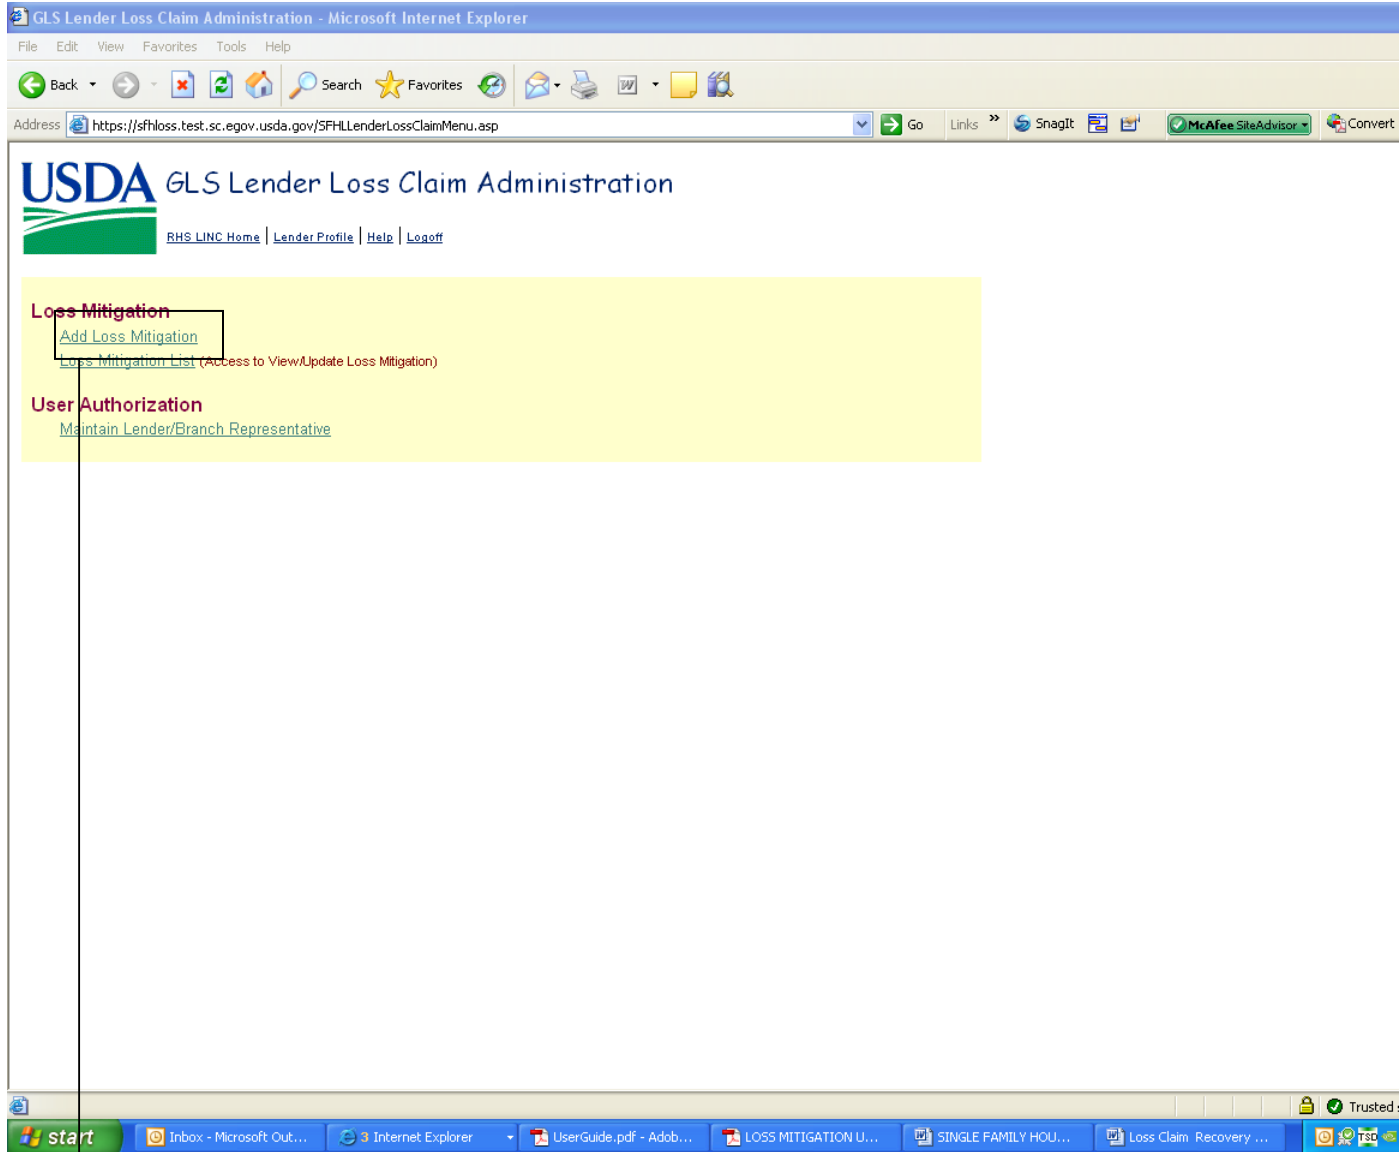 GLS Lender Loss Claim Administration - Microsoft Internet Explorer
File Edit View Favorites Tools Help
Back Search Favorites
Address https://sfhloss.test.sc.egov.usda.gov/SFHLLenderLossClaimMenu.asp Go Links » SnagIt McAfee SiteAdvisor Convert
USDA GLS Lender Loss Claim Administration
RHS LINC Home | Lender Profile | Help | Logoff
Loss Mitigation
Add Loss Mitigation
Loss Mitigation List (Access to View/Update Loss Mitigation)
User Authorization
Maintain Lender/Branch Representative
Trusted
start Inbox - Microsoft Out... 3 Internet Explorer UserGuide.pdf - Adob... LOSS MITIGATION U... SINGLE FAMILY HOU... Loss Claim Recovery ... TSD